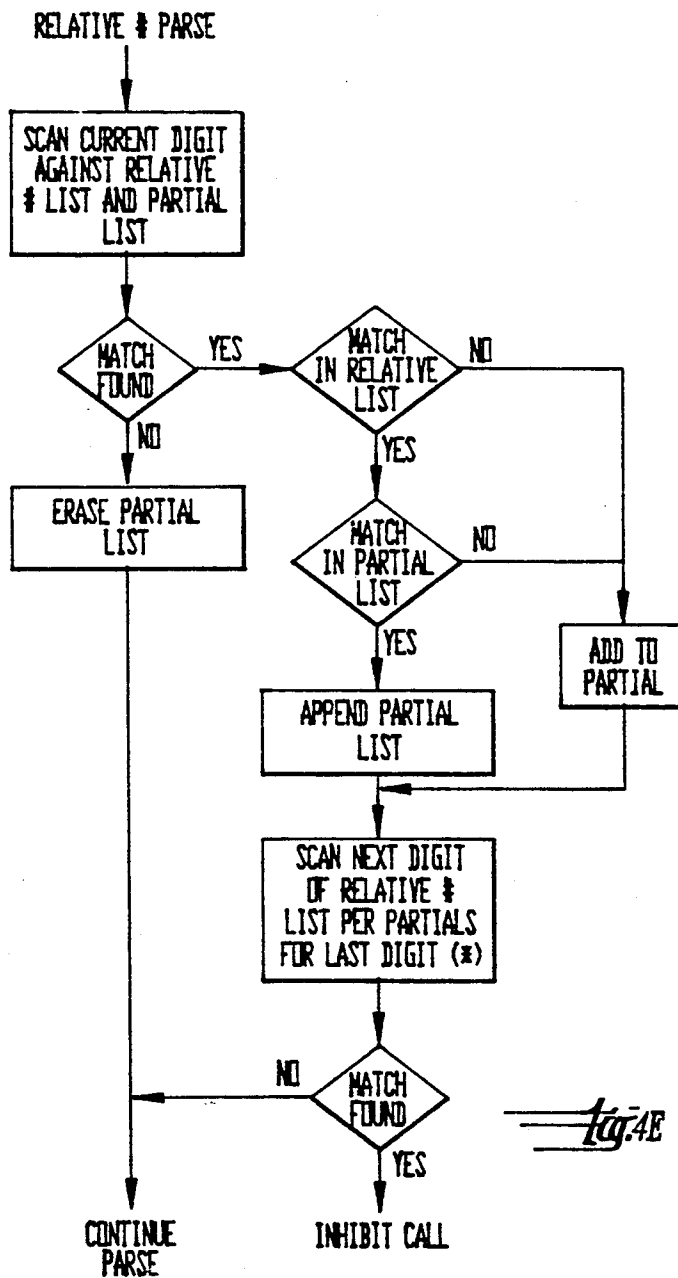 RELATIVE # PARSE
SCAN CURRENT DIGIT
AGAINST RELATIVE
# LIST AND PARTIAL
LIST
MATCH
FOUND
YES
NO
ERASE PARTIAL
LIST
MATCH
IN RELATIVE
LIST
NO
YES
MATCH
IN PARTIAL
LIST
NO
YES
ADD TO
PARTIAL
APPEND PARTIAL
LIST
SCAN NEXT DIGIT
OF RELATIVE #
LIST PER PARTIALS
FOR LAST DIGIT (*)
MATCH
FOUND
NO
YES
CONTINUE
PARSE
INHIBIT CALL
Fig. 4E